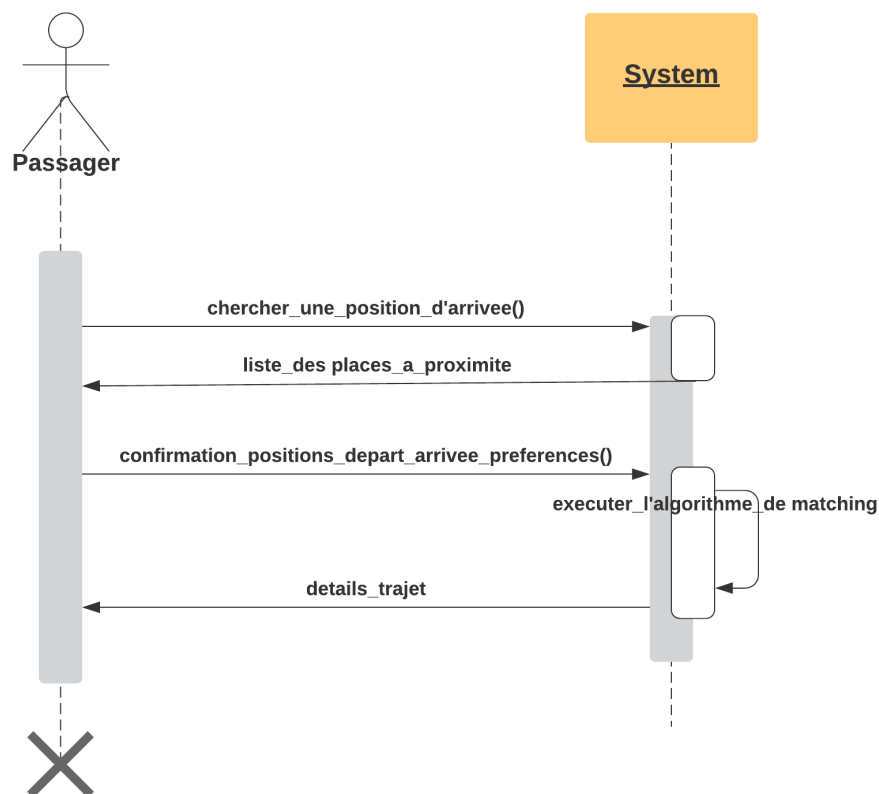 System
Passager
chercher_une_position_d'arrivee()
liste_des places_a_proximite
confirmation_positions_depart_arrivee_preferences()
executer_l'algorithme_de matching
details_trajet